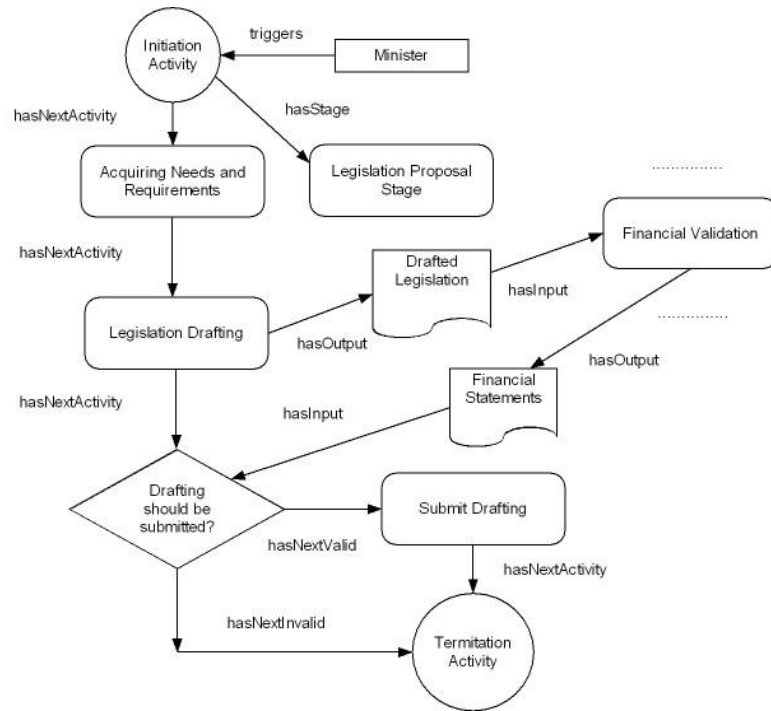 Initiation
Activity
triggers
Minister
hasNextActivity
hasStage
Acquiring Needs and
Requirements
Legislation Proposal
Stage
..............
Financial Validation
hasNextActivity
Drafted
Legislation
hasInput
Legislation Drafting
hasOutput
..............
hasOutput
Financial
Statements
hasNextActivity
hasInput
Drafting
should be
submitted?
Submit Drafting
hasNextValid
hasNextActivity
hasNextInvalid
Termitation
Activity